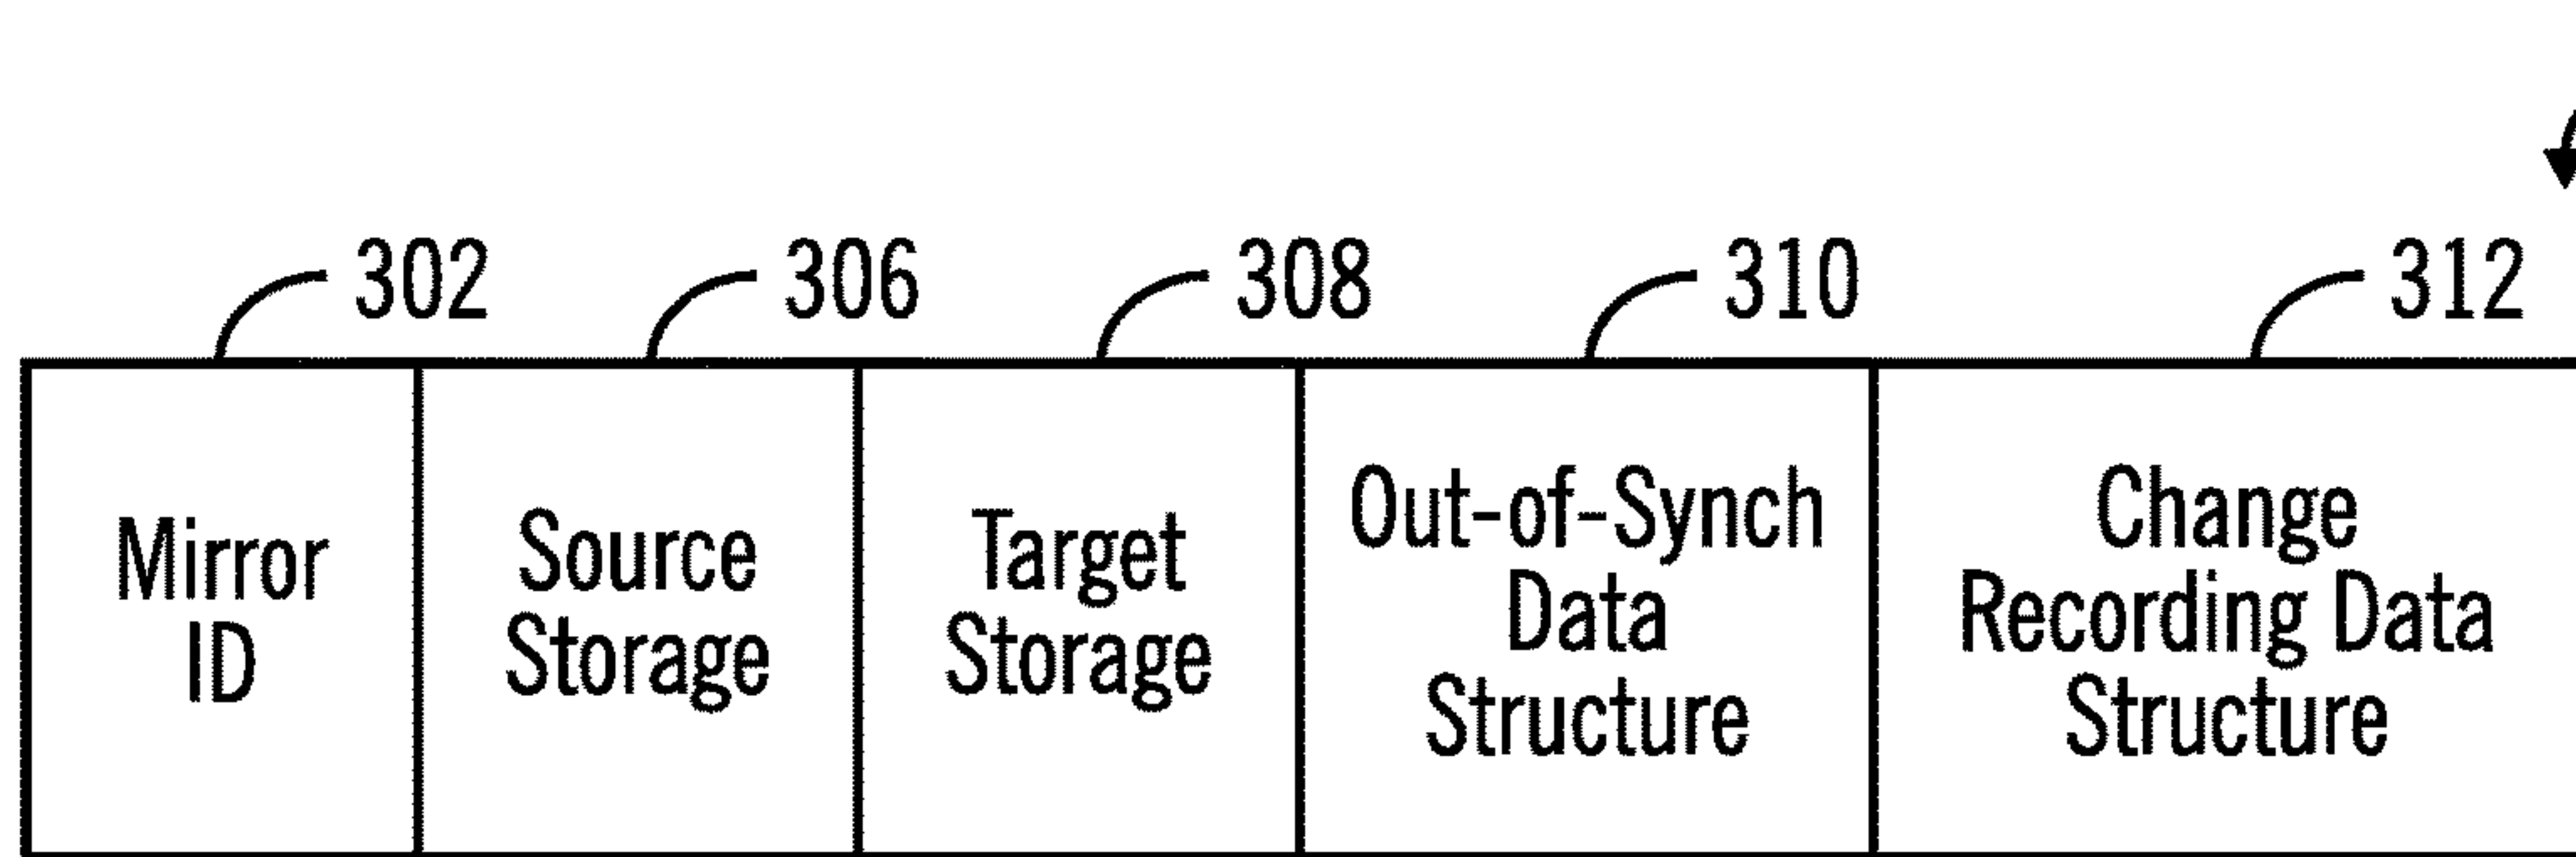 302 306 308 310 312
Mirror
ID
Source
Storage
Target
Storage
Out-of-Synch
Data
Structure
Change
Recording Data
Structure